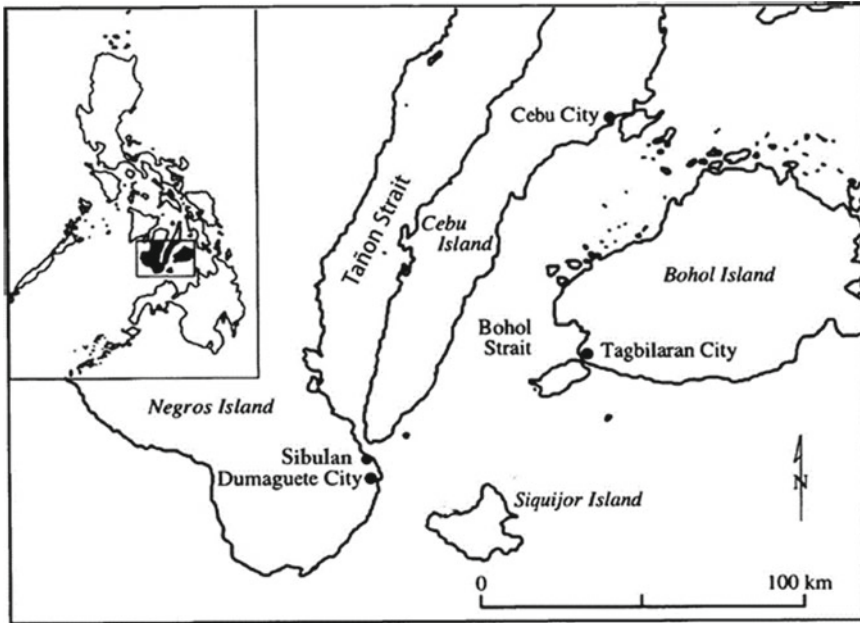 Cebu City
Tañon Strait
Cebu
Island
Bohol Island
Bohol
Strait
Tagbilaran City
Negros Island
Sibulan
Dumaguete City
Siquijor Island
N
0
100 km